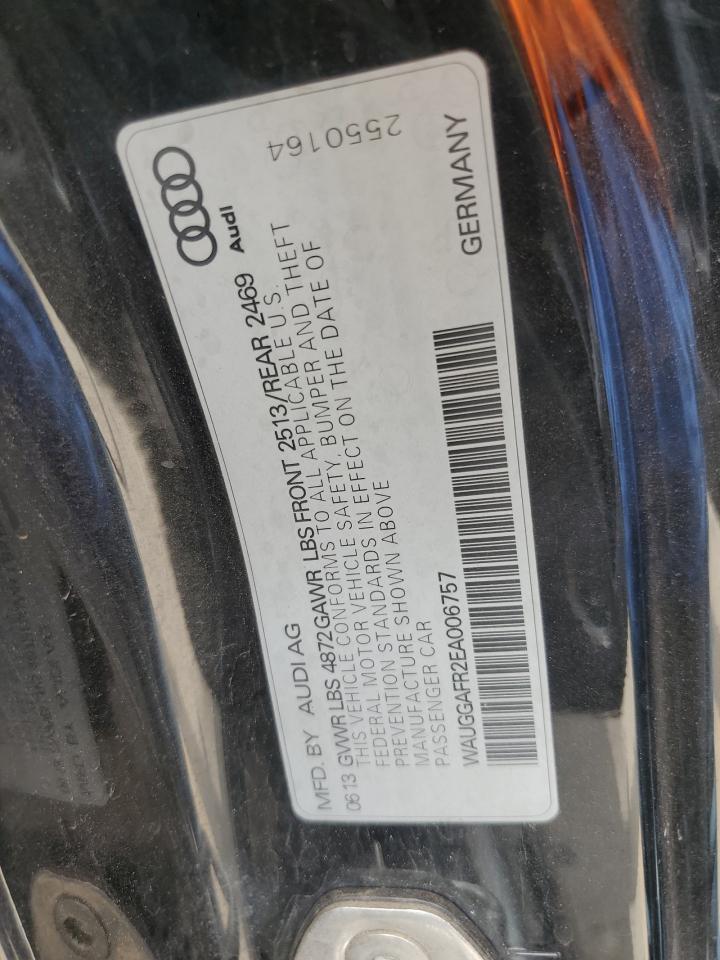 MFD. BY AUDI AG
Audi
06 13 GVWR LBS 4872 GAWR LBS FRONT 2513/REAR 2469
THIS VEHICLE CONFORMS TO ALL APPLICABLE U.S.
FEDERAL MOTOR VEHICLE SAFETY, BUMPER AND THEFT
PREVENTION STANDARDS IN EFFECT ON THE DATE OF
MANUFACTURE SHOWN ABOVE
PASSENGER CAR
WAUGGAFR2EA006757
GERMANY
2550164